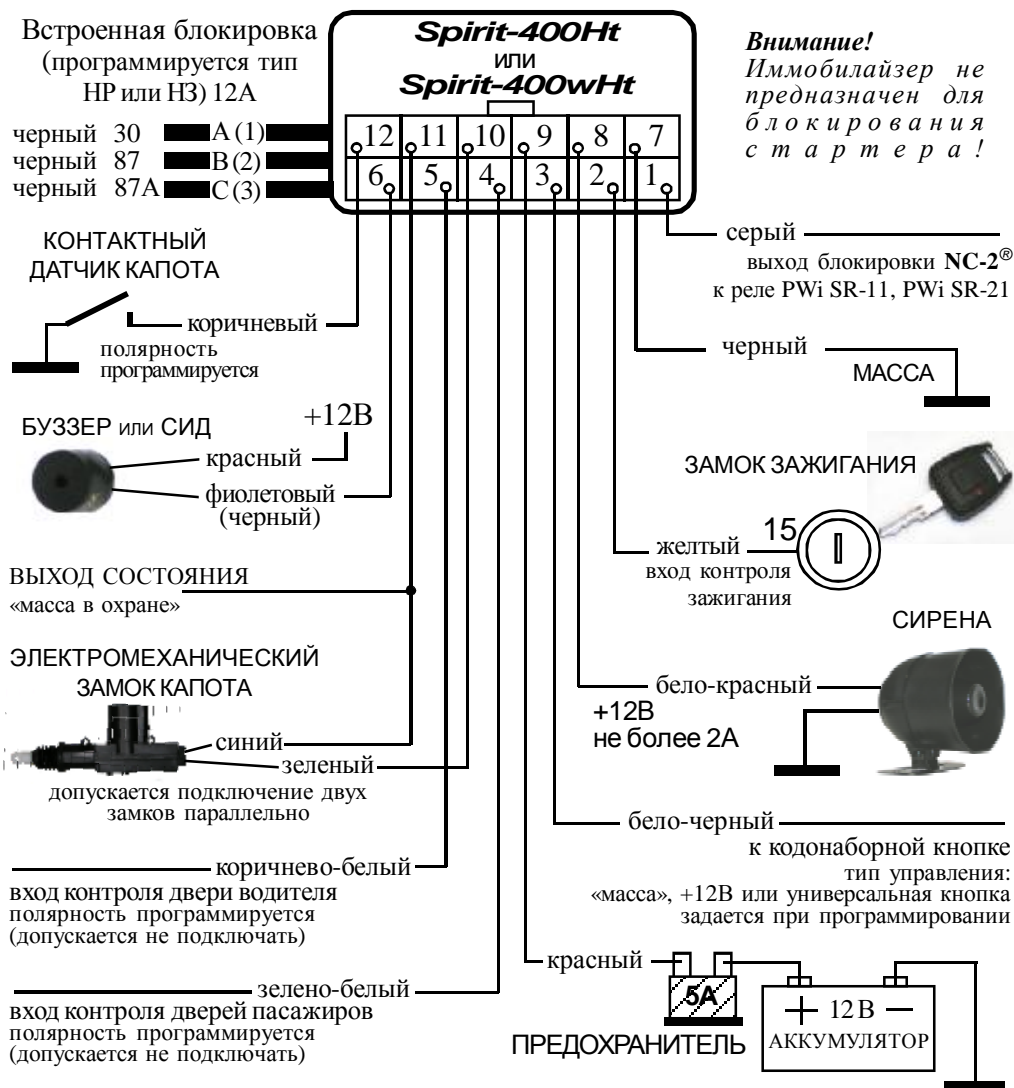 Встроенная блокировка
(программируется тип
НР или НЗ) 12А
черный 30 А (1)
черный 87 В (2)
черный 87А С (3)
Spirit-400Ht
или
Spirit-400wHt
12 11 10 9 8 7
6 5 4 3 2 1
Внимание!
Иммобилайзер не
предназначен для
блокирования
стартера!
КОНТАКТНЫЙ
ДАТЧИК КАПОТА
коричневый
полярность
программируется
серый
выход блокировки NC-2®
к реле PWi SR-11, PWi SR-21
черный
МАССА
БУЗЗЕР или СИД
+12В
красный
фиолетовый
(черный)
ЗАМОК ЗАЖИГАНИЯ
15
желтый
вход контроля
зажигания
ВЫХОД СОСТОЯНИЯ
«масса в охране»
СИРЕНА
бело-красный
+12В
не более 2А
ЭЛЕКТРОМЕХАНИЧЕСКИЙ
ЗАМОК КАПОТА
синий
зеленый
допускается подключение двух
замков параллельно
бело-черный
к кодонаборной кнопке
тип управления:
«масса», +12В или универсальная кнопка
задается при программировании
коричнево-белый
вход контроля двери водителя
полярность программируется
(допускается не подключать)
зелено-белый
вход контроля дверей пасажиров
полярность программируется
(допускается не подключать)
красный
5А
ПРЕДОХРАНИТЕЛЬ
+ 12В —
АККУМУЛЯТОР